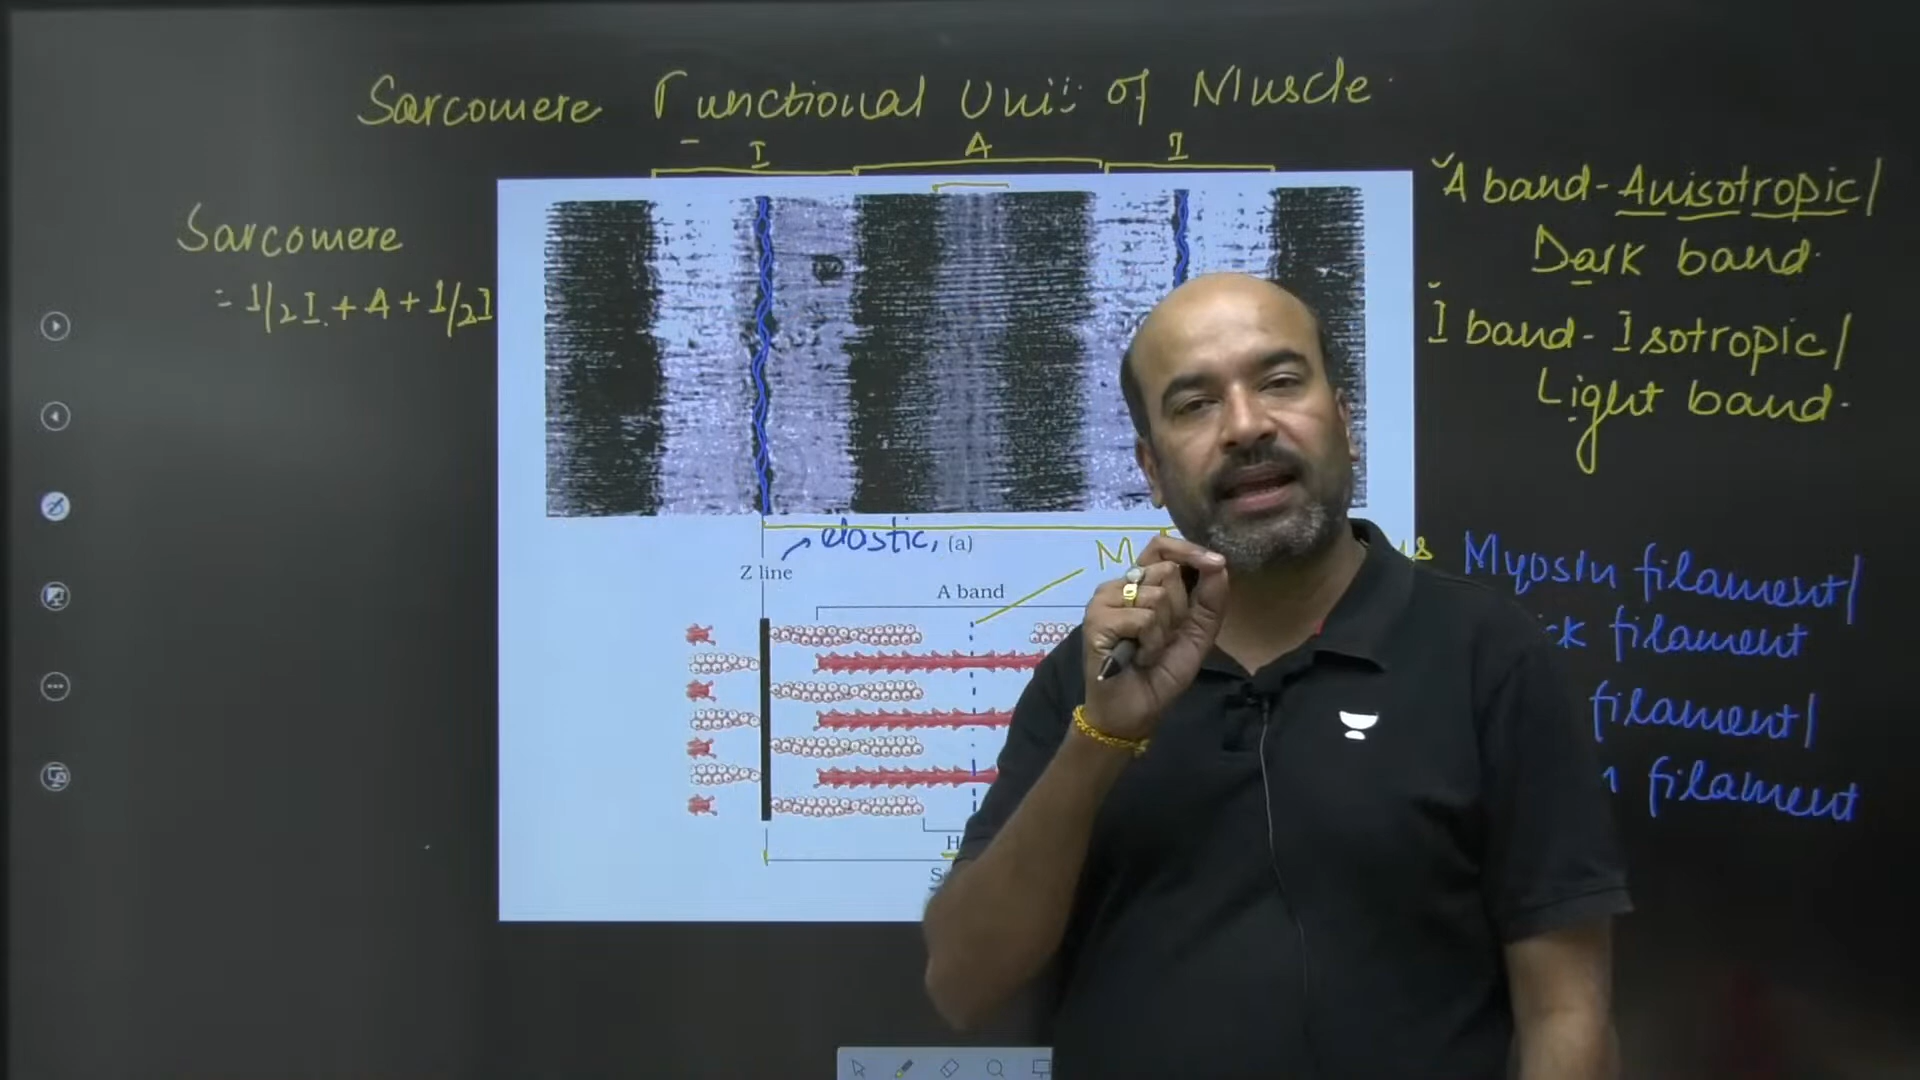 Sarcomere Functional Unit of Muscle
I A I
Sarcomere
= 1/2 I + A + 1/2 I
A band - Anisotropic/
Dark band
I band - Isotropic/
Light band
elastic, (a)
Z line
A band
M
Myosin filament/
filament
filament/
filament
H
S